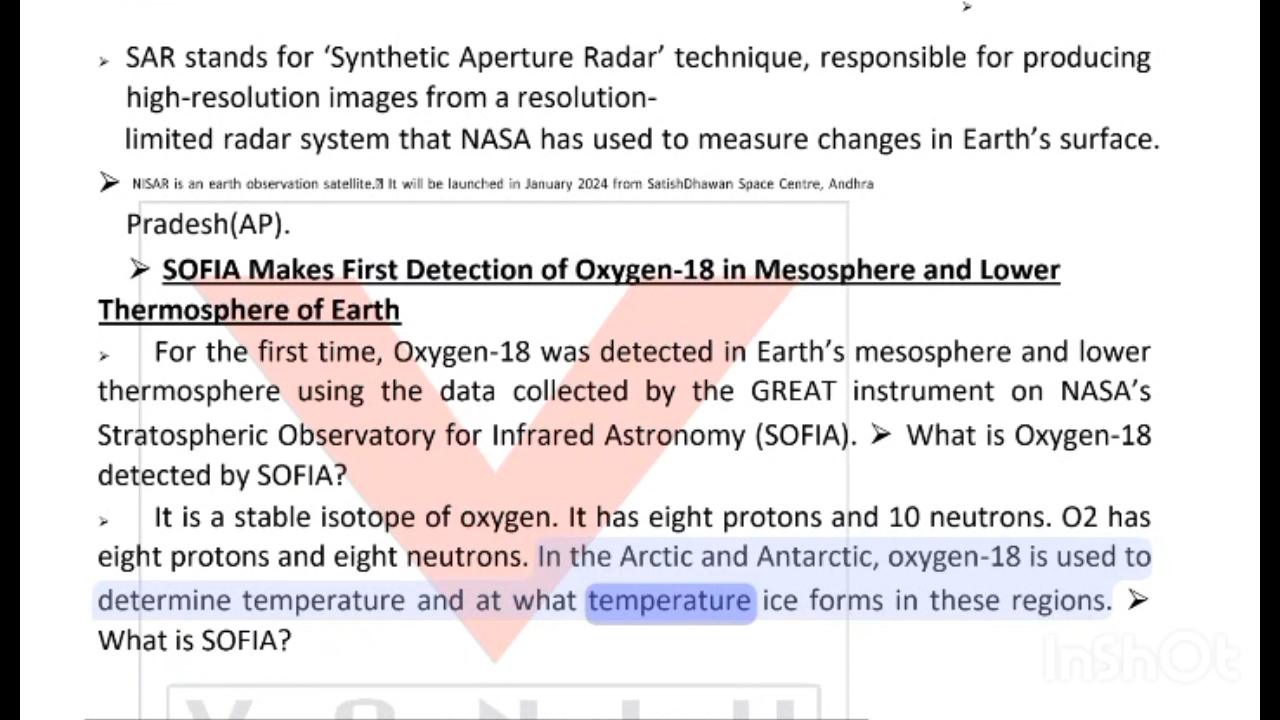 ➤
➤ SAR stands for ‘Synthetic Aperture Radar’ technique, responsible for producing
high-resolution images from a resolution-
limited radar system that NASA has used to measure changes in Earth’s surface.
➤ NISAR is an earth observation satellite.⍰ It will be launched in January 2024 from SatishDhawan Space Centre, Andhra
Pradesh(AP).
➤ SOFIA Makes First Detection of Oxygen-18 in Mesosphere and Lower
Thermosphere of Earth
➤ For the first time, Oxygen-18 was detected in Earth’s mesosphere and lower
thermosphere using the data collected by the GREAT instrument on NASA’s
Stratospheric Observatory for Infrared Astronomy (SOFIA). ➤ What is Oxygen-18
detected by SOFIA?
➤ It is a stable isotope of oxygen. It has eight protons and 10 neutrons. O2 has
eight protons and eight neutrons. In the Arctic and Antarctic, oxygen-18 is used to
determine temperature and at what temperature ice forms in these regions. ➤
What is SOFIA?
InShOt